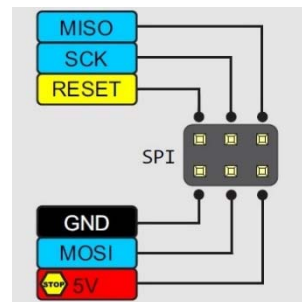 MISO
SCK
RESET
SPI
GND
MOSI
STOP 5V